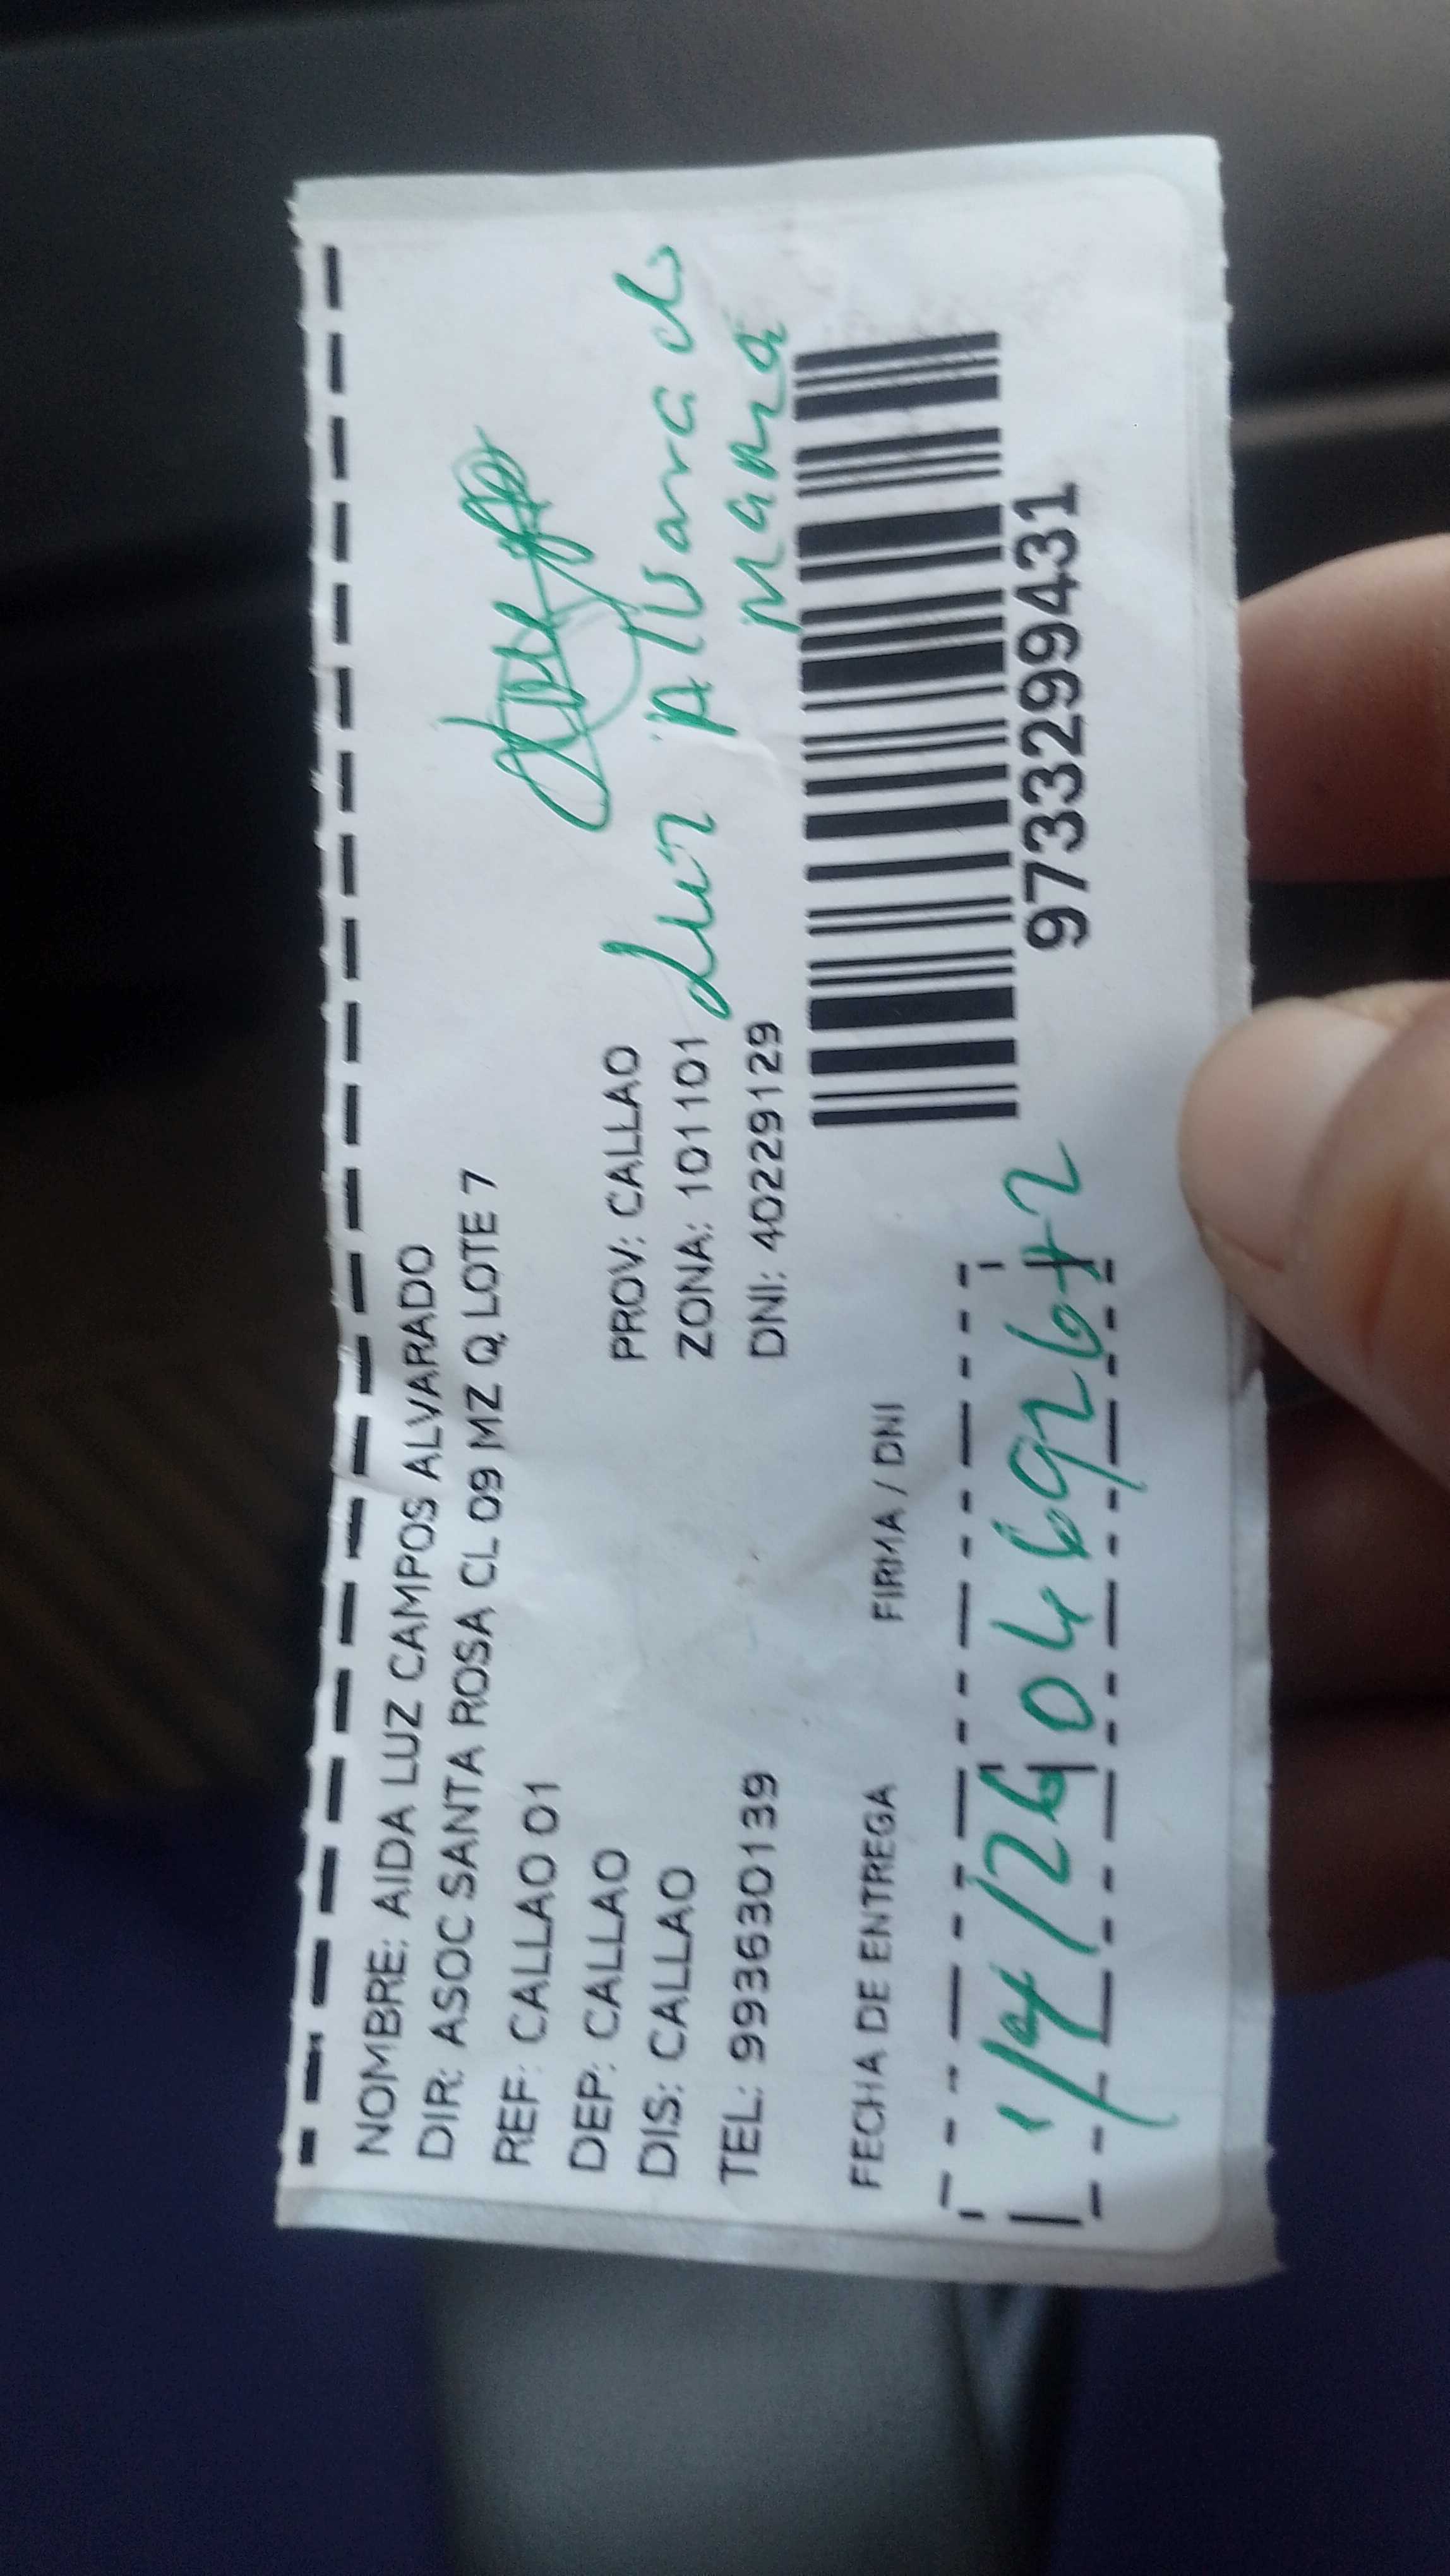 NOMBRE: AIDA LUZ CAMPOS ALVARADO
DIR: ASOC SANTA ROSA CL 09 MZ Q LOTE 7
REF: CALLAO 01
DEP: CALLAO PROV: CALLAO
DIS: CALLAO ZONA: 101101
Luz Alvarado
TEL: 993630139 DNI: 40229129
Mamá
FECHA DE ENTREGA FIRMA / DNI
9733299431